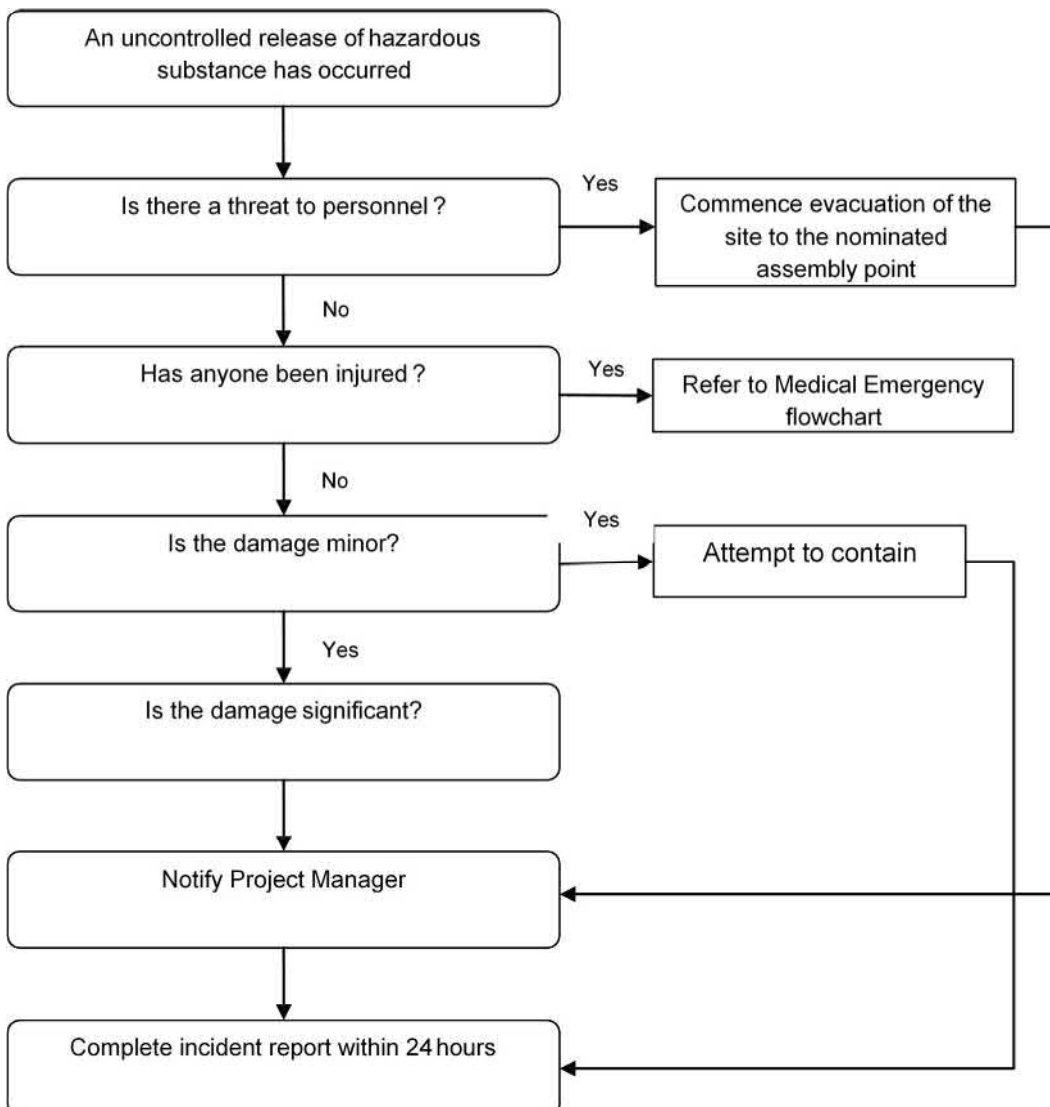 An uncontrolled release of hazardous
substance has occurred
Is there a threat to personnel ?
Yes
Commence evacuation of the
site to the nominated
assembly point
No
Has anyone been injured ?
Yes
Refer to Medical Emergency
flowchart
No
Is the damage minor?
Yes
Attempt to contain
Yes
Is the damage significant?
Notify Project Manager
Complete incident report within 24 hours